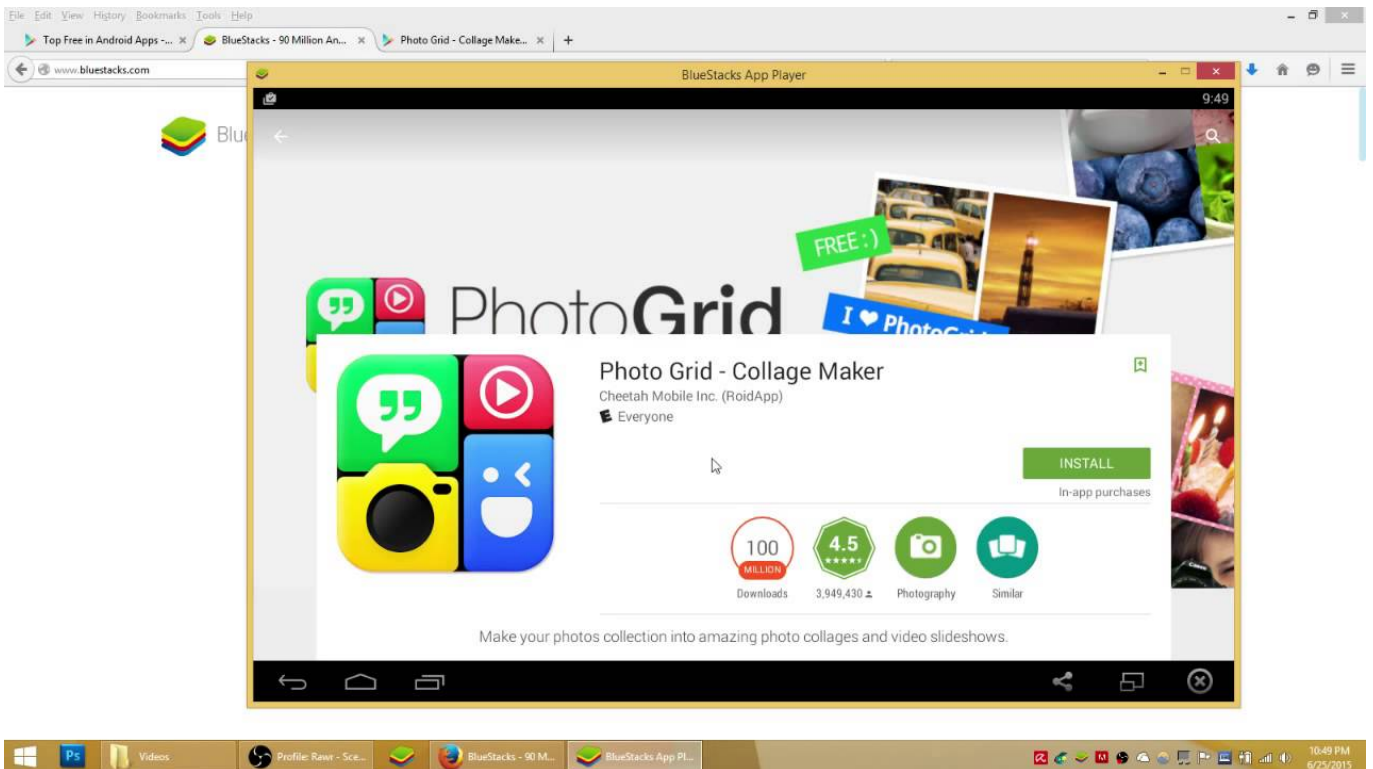 File Edit View History Bookmarks Tools Help
Top Free in Android Apps -...
BlueStacks - 90 Million An...
Photo Grid - Collage Make...
www.bluestacks.com
BlueStacks App Player
9:49
Blue
FREE :)
PhotoGrid
I ♥ PhotoGrid
Photo Grid - Collage Maker
Cheetah Mobile Inc. (RoidApp)
E Everyone
INSTALL
In-app purchases
100
MILLION
Downloads
4.5
3,949,430
Photography
Similar
Make your photos collection into amazing photo collages and video slideshows.
Ps
Videos
Profile: Rawr - Sce...
BlueStacks - 90 M...
BlueStacks App Pl...
10:49 PM
6/25/2015